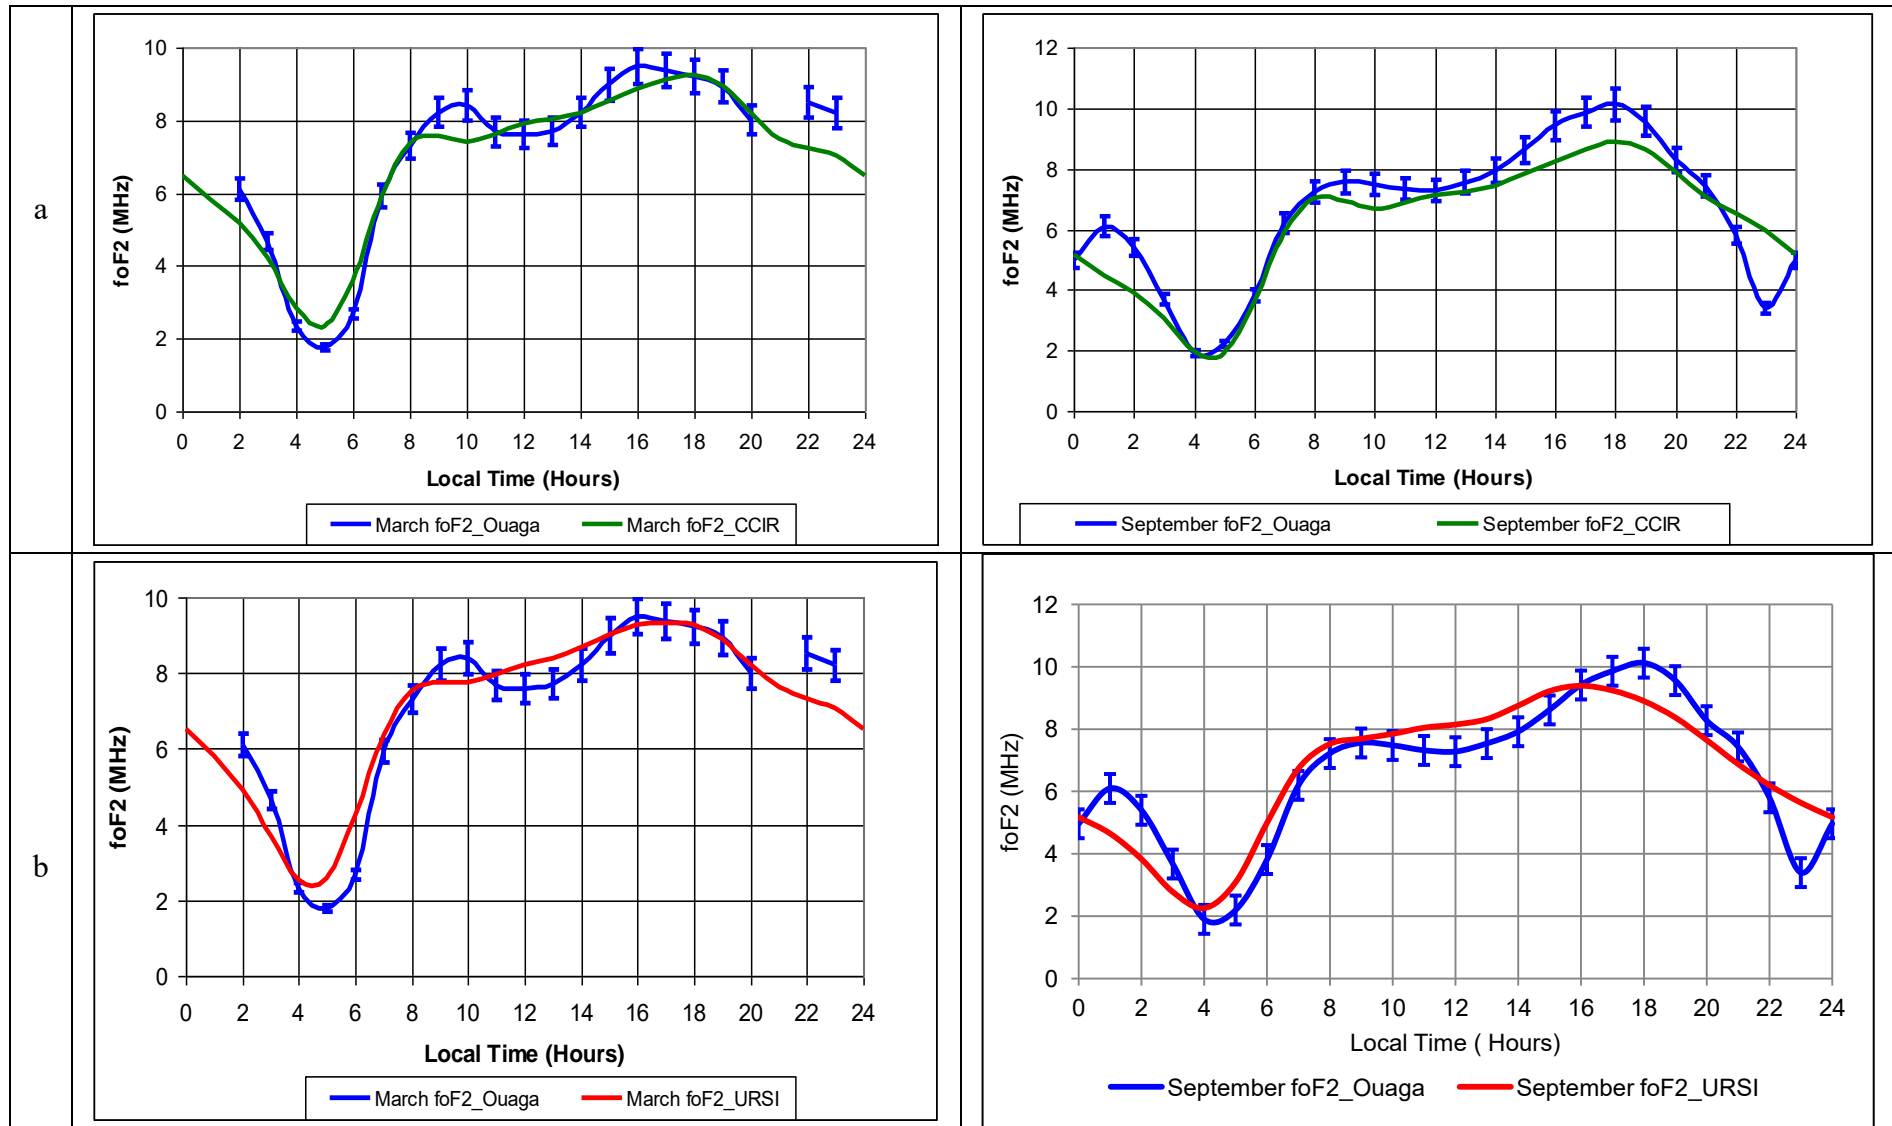 a
10
8
6
4
2
0
foF2 (MHz)
0 2 4 6 8 10 12 14 16 18 20 22 24
Local Time (Hours)
March foF2_Ouaga March foF2_CCIR
12
10
8
6
4
2
0
foF2 (MHz)
0 2 4 6 8 10 12 14 16 18 20 22 24
Local Time (Hours)
September foF2_Ouaga September foF2_CCIR
b
10
8
6
4
2
0
foF2 (MHz)
0 2 4 6 8 10 12 14 16 18 20 22 24
Local Time (Hours)
March foF2_Ouaga March foF2_URSI
12
10
8
6
4
2
0
foF2 (MHz)
0 2 4 6 8 10 12 14 16 18 20 22 24
Local Time ( Hours)
September foF2_Ouaga September foF2_URSI